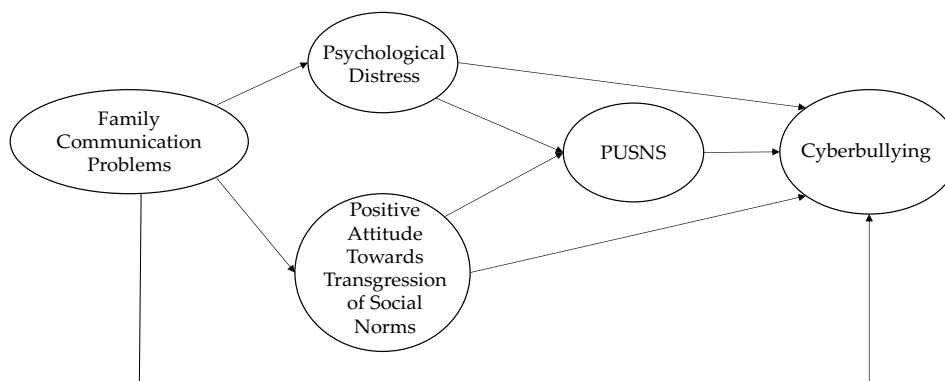 Psychological
Distress
Family
Communication
Problems
PUSNS
Cyberbullying
Positive
Attitude
Towards
Transgression
of Social
Norms